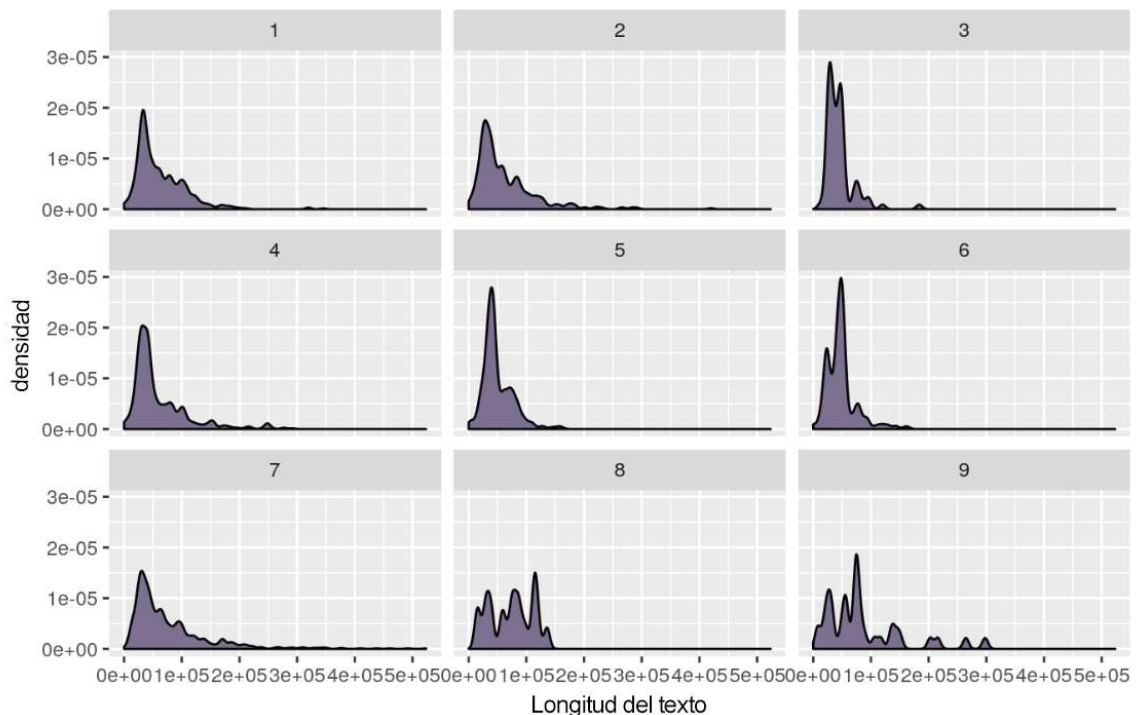 1 2 3
3e-05
2e-05
1e-05
0e+00
4 5 6
3e-05
2e-05
1e-05
0e+00
densidad
7 8 9
3e-05
2e-05
1e-05
0e+00
0e+001e+052e+053e+054e+055e+050e+001e+052e+053e+054e+055e+050e+001e+052e+053e+054e+055e+05
Longitud del texto